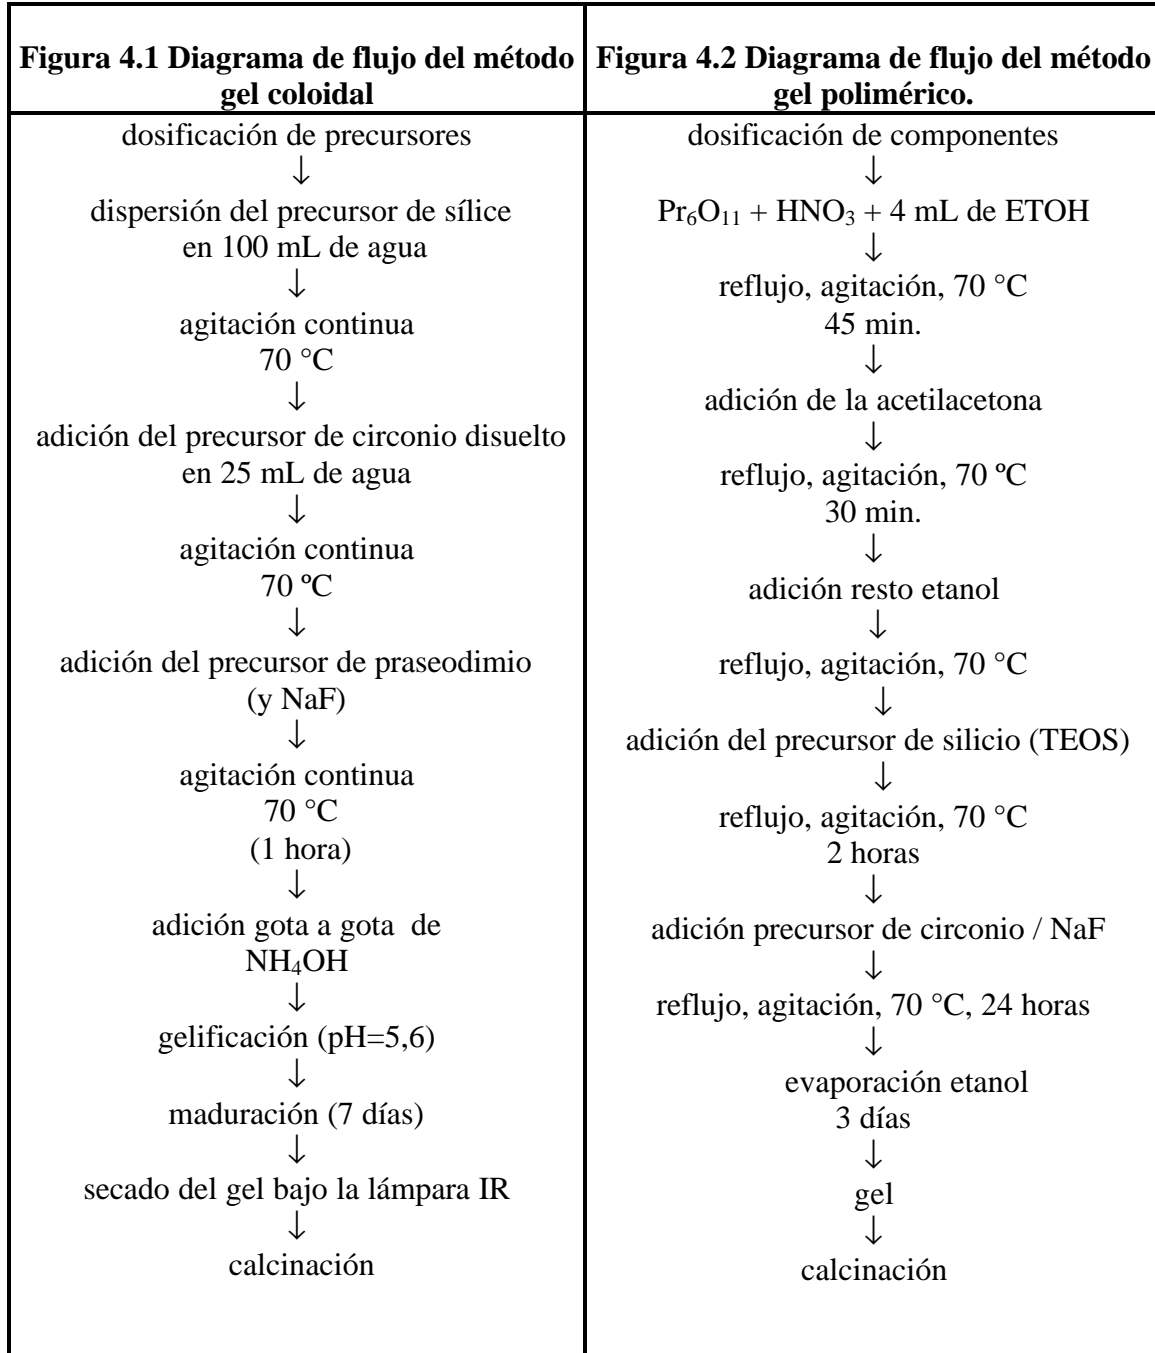 Figura 4.1 Diagrama de flujo del método
gel coloidal
dosificación de precursores
↓
dispersión del precursor de sílice
en 100 mL de agua
↓
agitación continua
70 °C
↓
adición del precursor de circonio disuelto
en 25 mL de agua
↓
agitación continua
70 ºC
↓
adición del precursor de praseodimio
(y NaF)
↓
agitación continua
70 °C
(1 hora)
↓
adición gota a gota de
NH₄OH
↓
gelificación (pH=5,6)
↓
maduración (7 días)
↓
secado del gel bajo la lámpara IR
↓
calcinación
Figura 4.2 Diagrama de flujo del método
gel polimérico.
dosificación de componentes
↓
Pr₆O₁₁ + HNO₃ + 4 mL de ETOH
↓
reflujo, agitación, 70 °C
45 min.
↓
adición de la acetilacetona
↓
reflujo, agitación, 70 ºC
30 min.
↓
adición resto etanol
↓
reflujo, agitación, 70 °C
↓
adición del precursor de silicio (TEOS)
↓
reflujo, agitación, 70 °C
2 horas
↓
adición precursor de circonio / NaF
↓
reflujo, agitación, 70 °C, 24 horas
↓
evaporación etanol
3 días
↓
gel
↓
calcinación